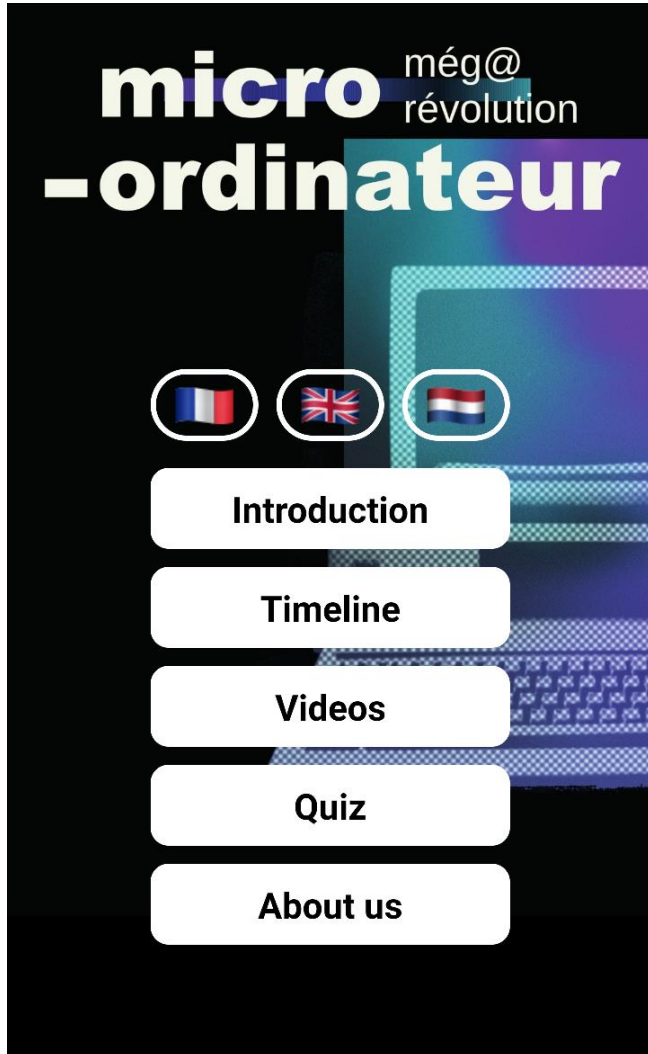 micro még@
révolution
-ordinateur
Introduction
Timeline
Videos
Quiz
About us